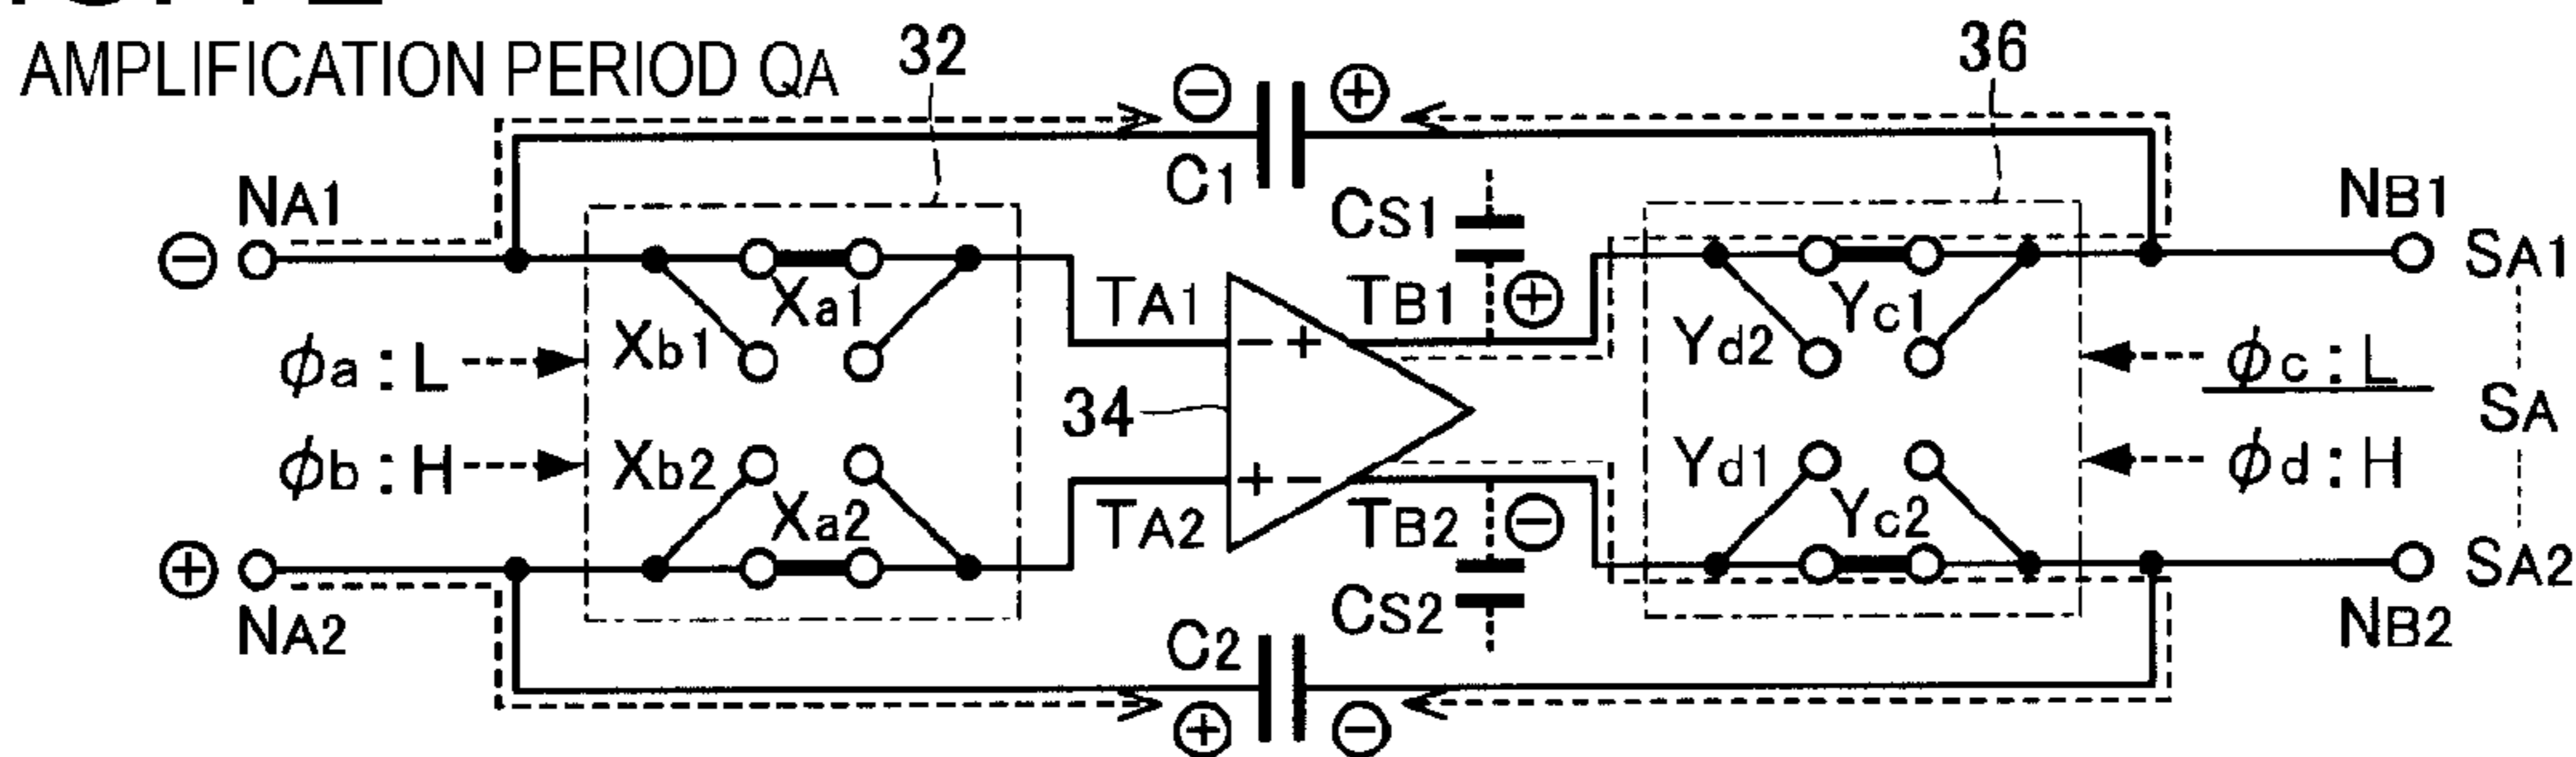 AMPLIFICATION PERIOD QA
32
36
⊖
⊕
C1
CS1
NA1
NB1
⊖
SA1
Xa1
TA1
TB1
⊕
Yc1
Xb1
Yd2
ϕa : L
− +
ϕc : L
34
SA
ϕb : H
Xb2
Yd1
ϕd : H
+ −
Xa2
TA2
TB2
⊖
Yc2
⊕
SA2
NA2
CS2
NB2
C2
⊕
⊖